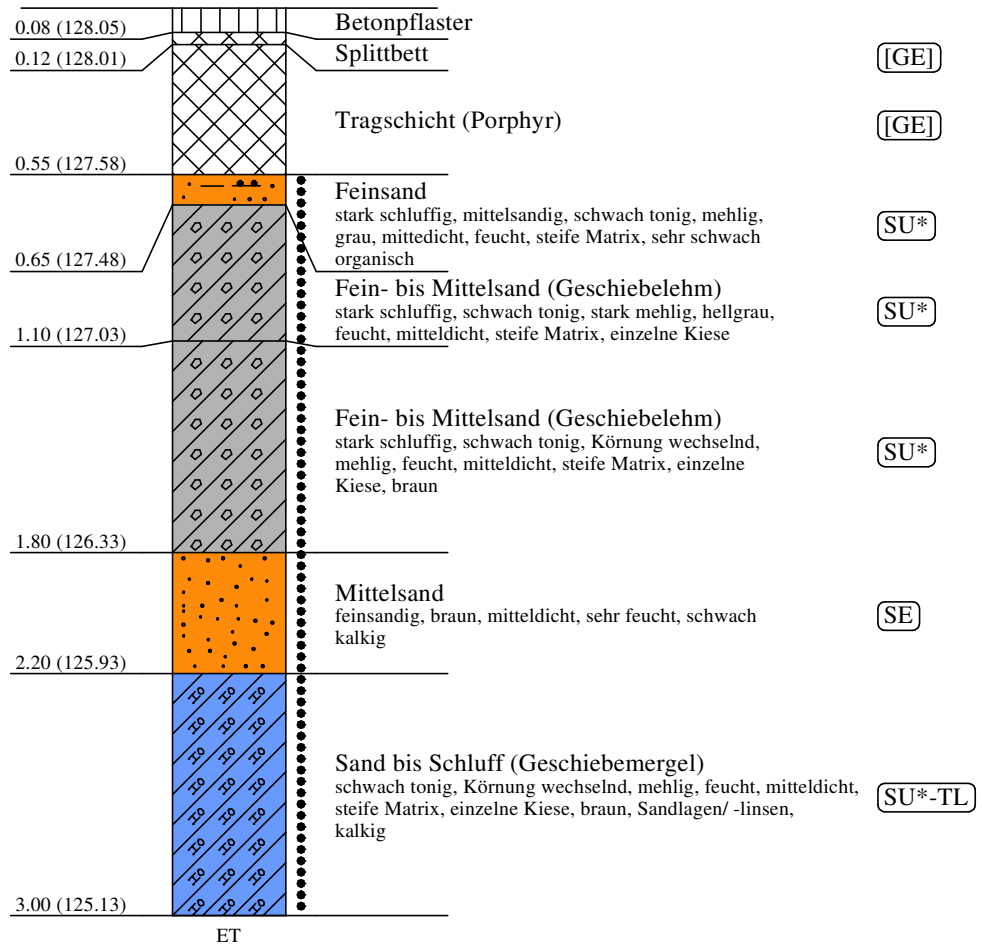 Betonpflaster
0.08 (128.05)
Splittbett
[GE]
0.12 (128.01)
Tragschicht (Porphyr)
[GE]
0.55 (127.58)
Feinsand
stark schluffig, mittelsandig, schwach tonig, mehlig,
grau, mittedicht, feucht, steife Matrix, sehr schwach
organisch
SU*
0.65 (127.48)
Fein- bis Mittelsand (Geschiebelehm)
stark schluffig, schwach tonig, stark mehlig, hellgrau,
feucht, mitteldicht, steife Matrix, einzelne Kiese
SU*
1.10 (127.03)
Fein- bis Mittelsand (Geschiebelehm)
stark schluffig, schwach tonig, Körnung wechselnd,
mehlig, feucht, mitteldicht, steife Matrix, einzelne
Kiese, braun
SU*
1.80 (126.33)
Mittelsand
feinsandig, braun, mitteldicht, sehr feucht, schwach
kalkig
SE
2.20 (125.93)
Sand bis Schluff (Geschiebemergel)
schwach tonig, Körnung wechselnd, mehlig, feucht, mitteldicht,
steife Matrix, einzelne Kiese, braun, Sandlagen/ -linsen,
kalkig
SU*-TL
3.00 (125.13)
ET